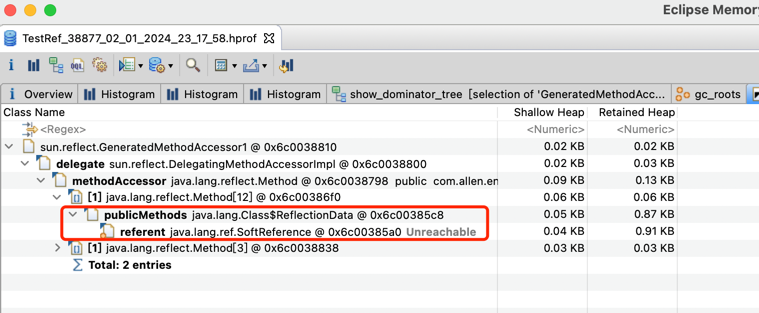 Eclipse Memory
TestRef_38877_02_01_2024_23_17_58.hprof
i OQL
i Overview Histogram Histogram Histogram show_dominator_tree [selection of 'GeneratedMethodAcc... gc_roots
Class Name Shallow Heap Retained Heap
<Regex> <Numeric> <Numeric>
sun.reflect.GeneratedMethodAccessor1 @ 0x6c0038810 0.02 KB 0.02 KB
delegate sun.reflect.DelegatingMethodAccessorImpl @ 0x6c0038800 0.02 KB 0.03 KB
methodAccessor java.lang.reflect.Method @ 0x6c0038798 public com.allen.en 0.09 KB 0.13 KB
[1] java.lang.reflect.Method[12] @ 0x6c00386f0 0.06 KB 0.06 KB
publicMethods java.lang.Class$ReflectionData @ 0x6c00385c8 0.05 KB 0.87 KB
referent java.lang.ref.SoftReference @ 0x6c00385a0 Unreachable 0.04 KB 0.91 KB
[1] java.lang.reflect.Method[3] @ 0x6c0038838 0.03 KB 0.03 KB
Σ Total: 2 entries